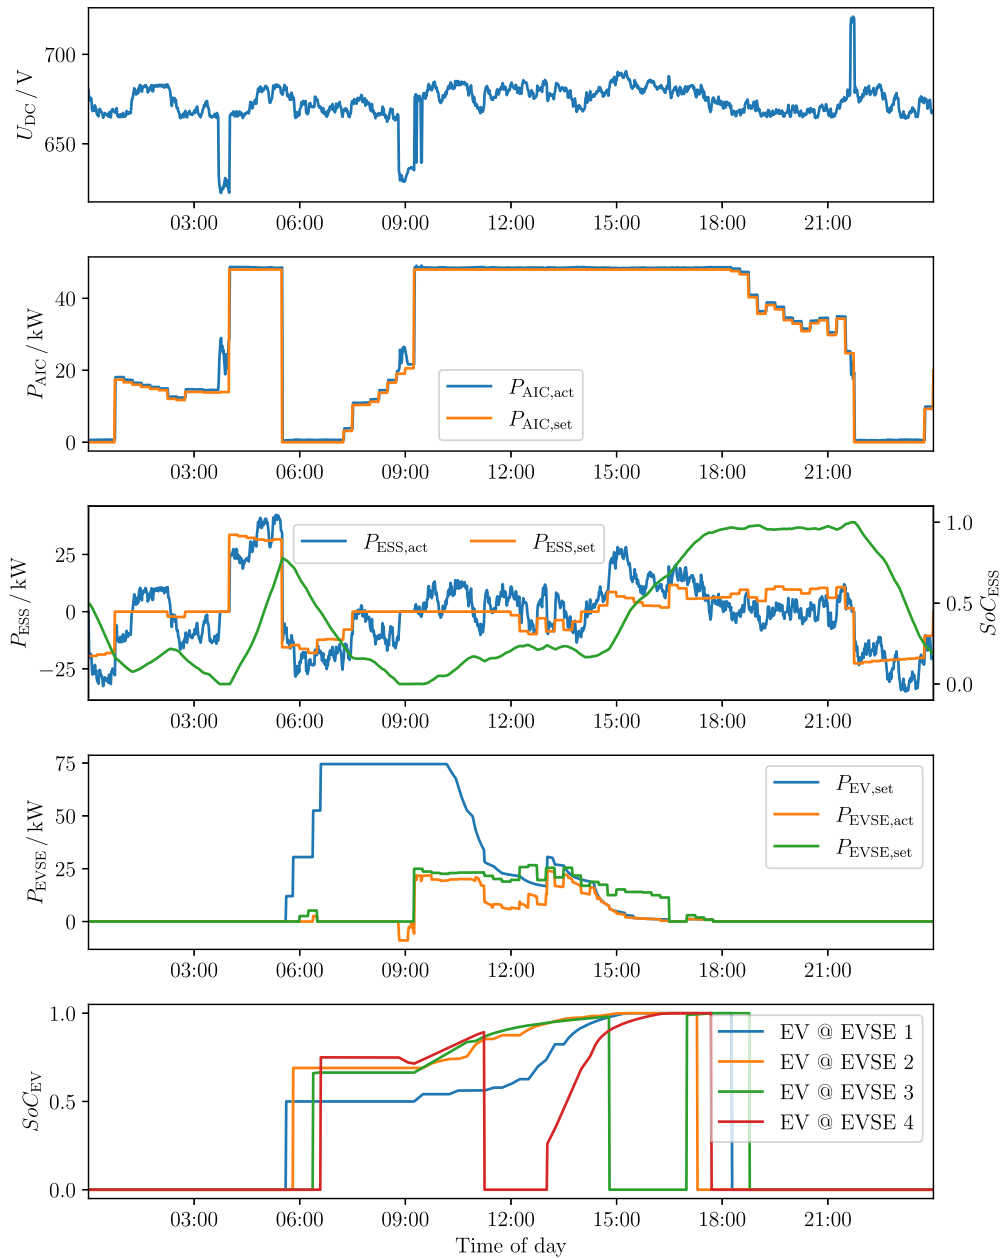 U_DC / V
700
650
03:00 06:00 09:00 12:00 15:00 18:00 21:00
P_AIC / kW
40
20
0
P_AIC,act
P_AIC,set
03:00 06:00 09:00 12:00 15:00 18:00 21:00
P_ESS / kW
25
0
−25
P_ESS,act P_ESS,set
1.0
0.5
0.0
SoC_ESS
03:00 06:00 09:00 12:00 15:00 18:00 21:00
P_EVSE / kW
75
50
25
0
P_EV,set
P_EVSE,act
P_EVSE,set
03:00 06:00 09:00 12:00 15:00 18:00 21:00
SoC_EV
1.0
0.5
0.0
EV @ EVSE 1
EV @ EVSE 2
EV @ EVSE 3
EV @ EVSE 4
03:00 06:00 09:00 12:00 15:00 18:00 21:00
Time of day